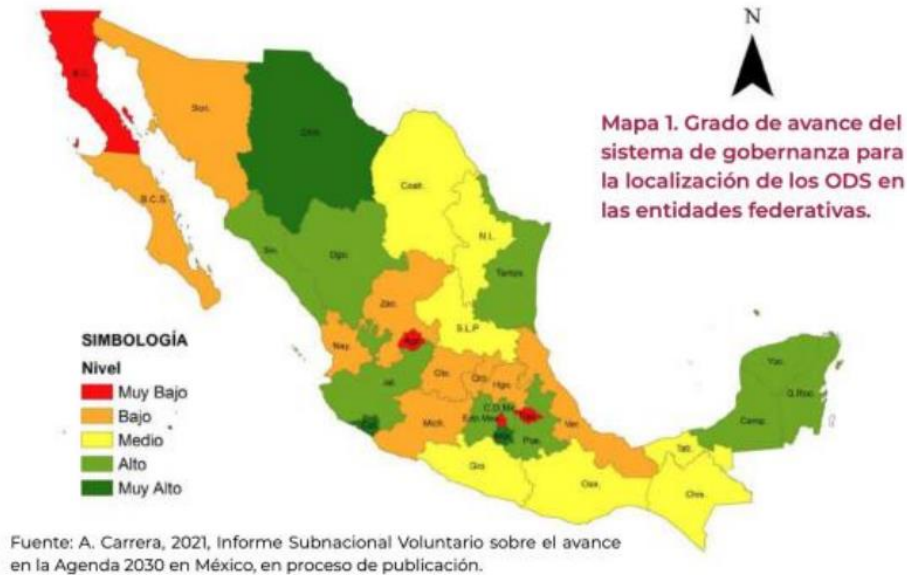 N
Mapa 1. Grado de avance del
sistema de gobernanza para
la localización de los ODS en
las entidades federativas.
B.C.
Son.
Chih.
Coah.
B.C.S
N.L.
Sin.
Dgo.
Tamps.
Zac.
S.L.P
SIMBOLOGÍA
Nivel
Muy Bajo
Bajo
Medio
Alto
Muy Alto
Nay.
Ags.
Jal.
Gto.
Qro.
Hgo.
Yuc.
Q.Roo.
Camp.
Col.
Mich.
Edo.Mex
C.D.Mx
Tlax.
Mor.
Pue.
Ver.
Tab.
Gro.
Oax.
Chis.
Fuente: A. Carrera, 2021, Informe Subnacional Voluntario sobre el avance
en la Agenda 2030 en México, en proceso de publicación.